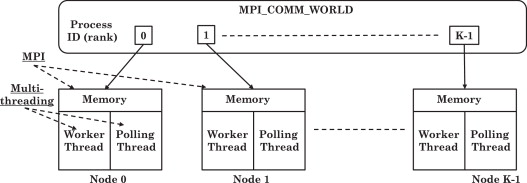 MPI_COMM_WORLD
Process
ID (rank)
0
1
K-1
MPI
Multi-
threading
Memory
Memory
Memory
Worker
Thread
Polling
Thread
Worker
Thread
Polling
Thread
Worker
Thread
Polling
Thread
Node 0
Node 1
Node K-1